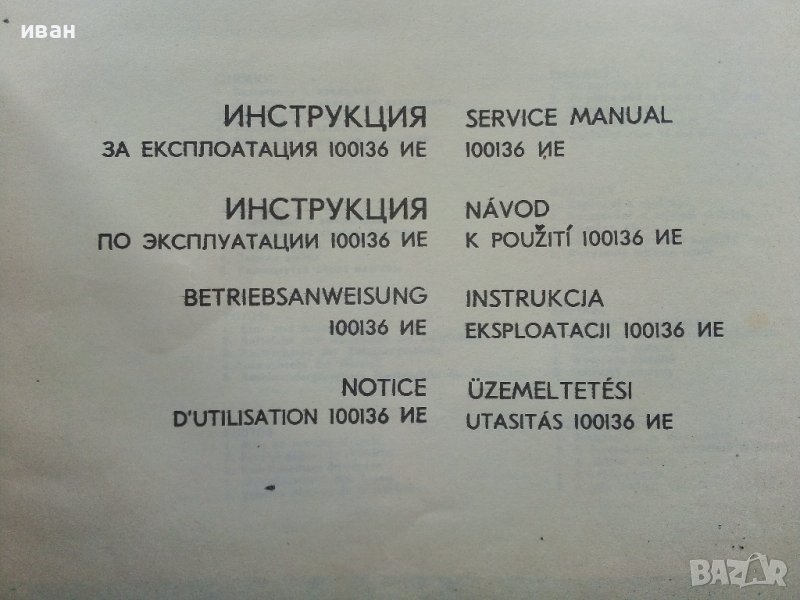 иван
ИНСТРУКЦИЯ
ЗА ЕКСПЛОАТАЦИЯ 100136 ИЕ
ИНСТРУКЦИЯ
ПО ЭКСПЛУАТАЦИИ 100136 ИЕ
BETRIEBSANWEISUNG
100136 ИЕ
NOTICE
D'UTILISATION 100136 ИЕ
SERVICE MANUAL
100136 ИЕ
NÁVOD
K POUŽITÍ 100136 ИЕ
INSTRUKCJA
EKSPLOATACJI 100136 ИЕ
ÜZEMELTETÉSI
UTASITÁS 100136 ИЕ
BAZAR